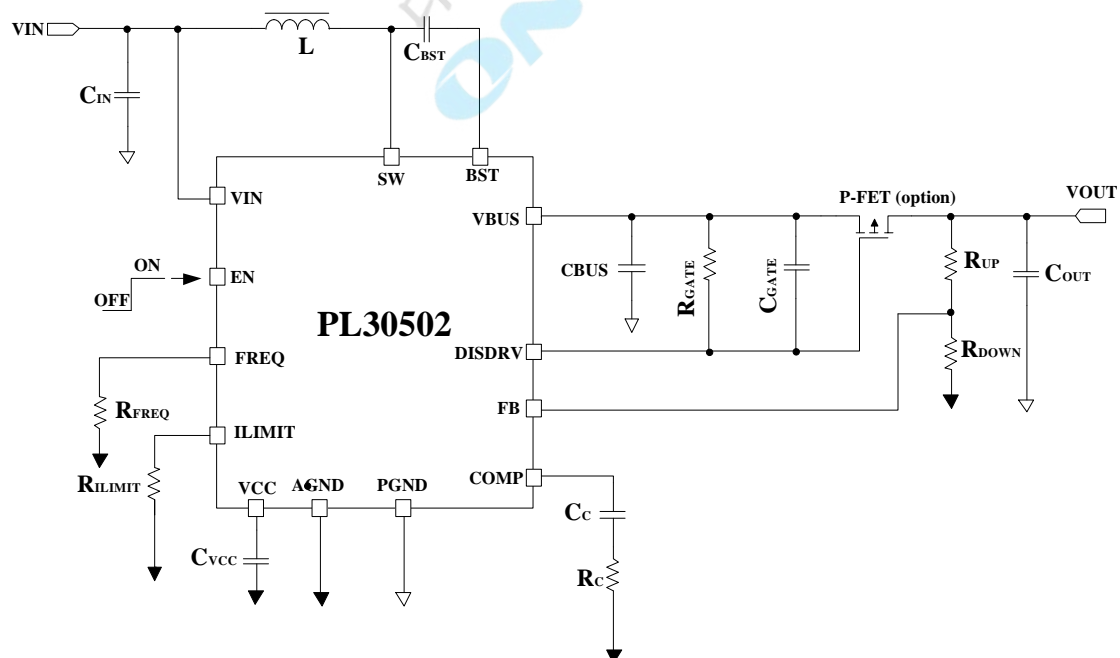 VIN
L
CBST
CIN
SW
BST
VIN
VBUS
P-FET (option)
VOUT
ON
OFF
EN
CBUS
RGATE
CGATE
RUP
COUT
PL30502
FREQ
DISDRV
RDOWN
RFREQ
FB
ILIMIT
RILIMIT
VCC
AGND
PGND
COMP
CC
CVCC
RC